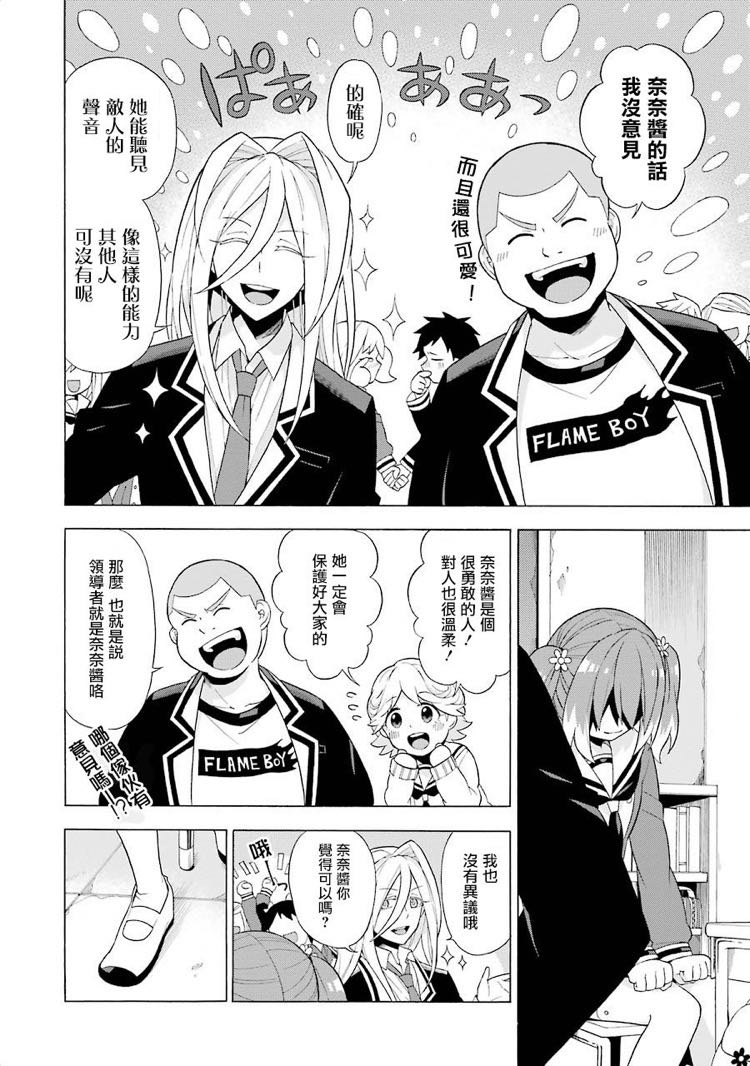 奈奈醬的話
我沒意見
而且還很可愛！
ぱぁぁあぁっ
的確呢
她能聽見
敵人的
聲音
像這樣的能力
其他人
可沒有呢
FLAME BOY
奈奈醬是個
很勇敢的人！
對人也很溫柔！
她一定會
保護好大家的
那麼 也就是說
領導者就是奈奈醬咯
哪個傢伙有
意見嗎！？
FLAME BOY
我也
沒有異議哦
哦！
奈奈醬你
覺得可以嗎？